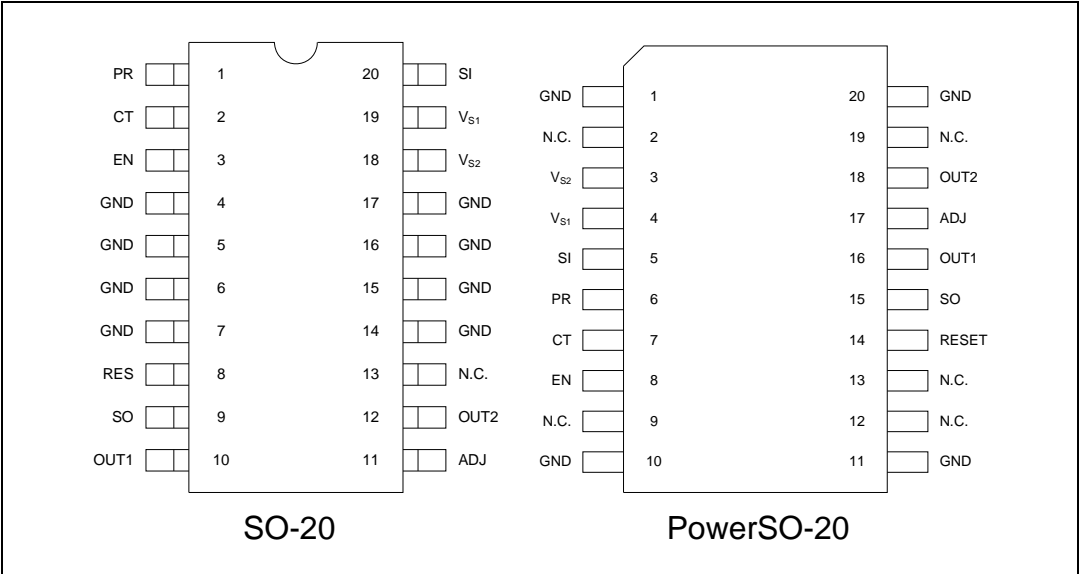 PR 1 20 SI
CT 2 19 VS1
EN 3 18 VS2
GND 4 17 GND
GND 5 16 GND
GND 6 15 GND
GND 7 14 GND
RES 8 13 N.C.
SO 9 12 OUT2
OUT1 10 11 ADJ
SO-20
GND 1 20 GND
N.C. 2 19 N.C.
VS2 3 18 OUT2
VS1 4 17 ADJ
SI 5 16 OUT1
PR 6 15 SO
CT 7 14 RESET
EN 8 13 N.C.
N.C. 9 12 N.C.
GND 10 11 GND
PowerSO-20